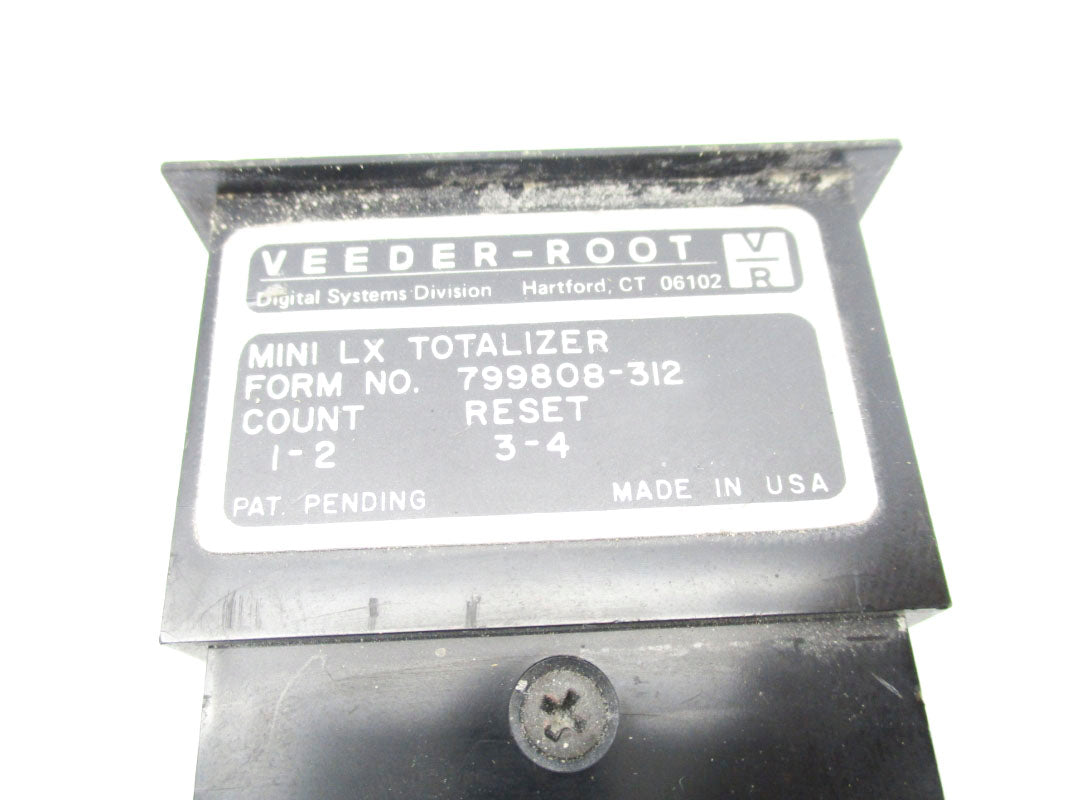 VEEDER-ROOT
V
R
Digital Systems Division Hartford, CT 06102
MINI LX TOTALIZER
FORM NO. 799808-312
COUNT RESET
1-2 3-4
PAT. PENDING MADE IN USA